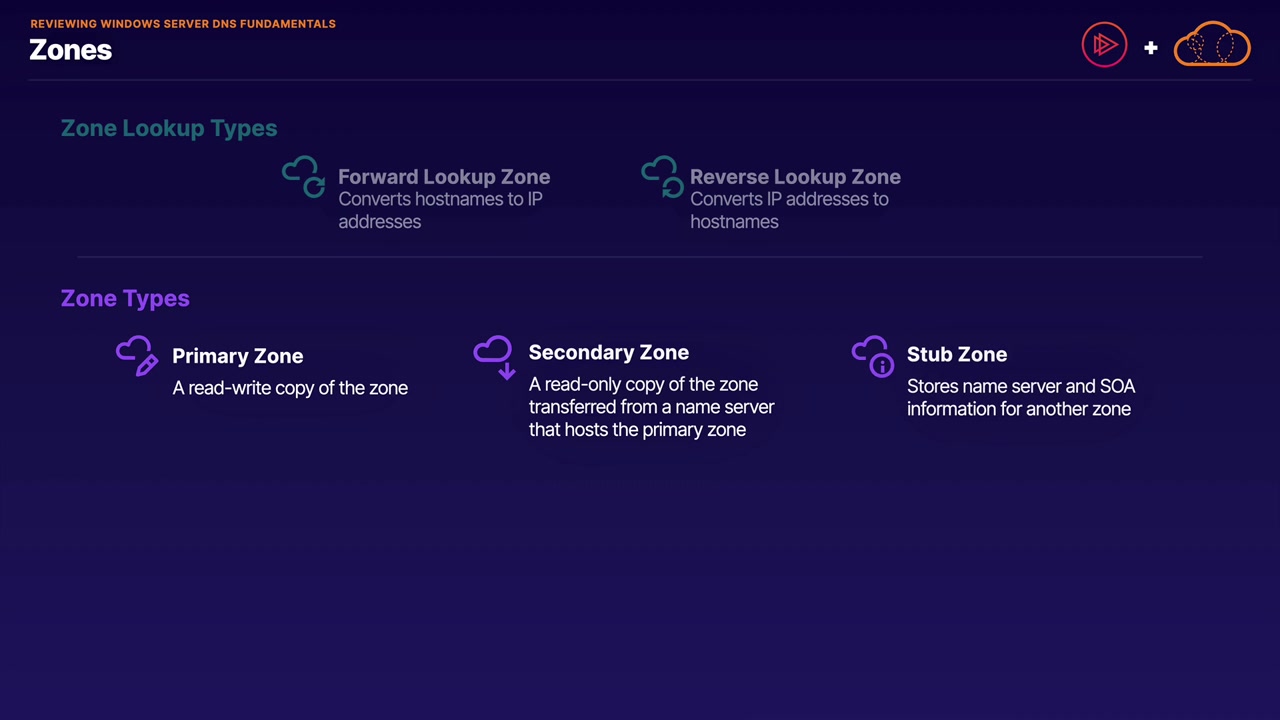 REVIEWING WINDOWS SERVER DNS FUNDAMENTALS
Zones
+
Zone Lookup Types
Forward Lookup Zone
Converts hostnames to IP
addresses
Reverse Lookup Zone
Converts IP addresses to
hostnames
Zone Types
Primary Zone
A read-write copy of the zone
Secondary Zone
A read-only copy of the zone
transferred from a name server
that hosts the primary zone
Stub Zone
Stores name server and SOA
information for another zone